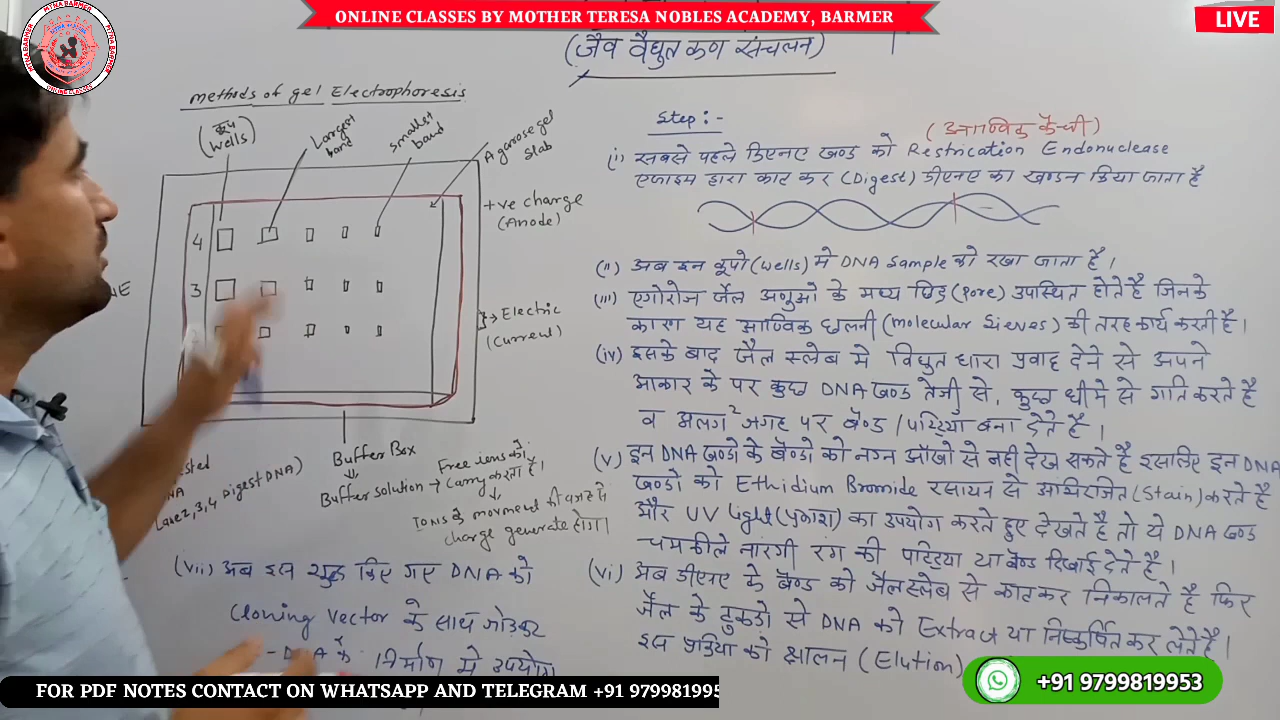 ONLINE CLASSES BY MOTHER TERESA NOBLES ACADEMY, BARMER
LIVE
(जैव वैद्युत कण संचलन)
methods of gel Electrophoresis
(कूप
Wells)
Largest
band
smallest
band
Agarose gel
slab
+ve charge
(Anode)
4
3
→ Electric
(Current)
Buffer Box
Buffer solution → Free ions को
Carry करता है।
Ions के movment की वजह से
charge generate होगा।
Lane 2,3,4 Digest DNA)
Step :-
(आण्विक कैंची)
(i) सबसे पहले डिएनए खण्ड को Restrication Endonuclease
एंजाइम द्वारा काट कर (Digest) डीएनए का खण्डन किया जाता है
(ii) अब इन कूपो (Wells) मे DNA Sample को रखा जाता है।
(iii) एगोरोज जैल अणुओ के मध्य छिद्र (Pore) उपस्थित होते है जिनके
कारण यह आण्विक छलनी (Molecular Sieves) की तरह कार्य करती है।
(iv) इसके बाद जैल स्लेब मे विद्युत धारा प्रवाह देने से अपने
आकार के पर कुछ DNA खण्ड तेजी से, कुछ धीमे से गति करते है
व अलग² जगह पर बैण्ड / पट्टियां बना देते है।
(v) इन DNA खण्डो के बैण्डो को नग्न आँखो से नही देख सकते है इसलिए इन DNA
खण्डो को Ethidium Bromide रसायन से अभिरंजित (Stain) करते है
और UV light (प्रकाश) का उपयोग करते हुए देखते है तो ये DNA खण्ड
चमकीले नारंगी रंग की पट्टिया या बैण्ड दिखाई देते है।
(vi) अब डीएनए के बैण्ड को जैल स्लेब से काटकर निकालते है फिर
जैल के टुकडो से DNA को Extract या निष्कर्षित कर लेते है।
इस प्रक्रिया को क्षालन (Elution)
(vii) अब इस शुद्ध किए गए DNA को
Cloning Vector के साथ जोड़कर
DNA के निर्माण मे उपयोग
FOR PDF NOTES CONTACT ON WHATSAPP AND TELEGRAM +91 979981995
+91 9799819953